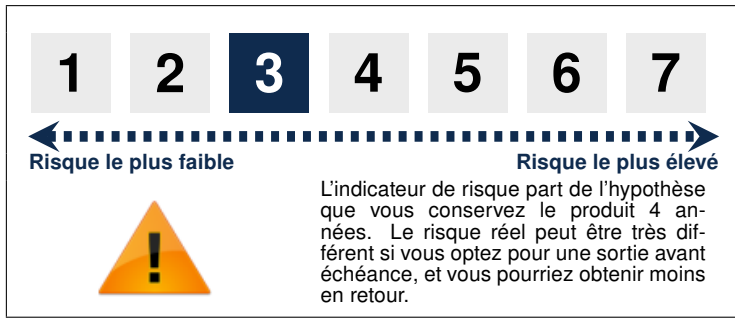 1 2 3 4 5 6 7
Risque le plus faible Risque le plus élevé
L'indicateur de risque part de l'hypothèse
que vous conservez le produit 4 an-
nées. Le risque réel peut être très dif-
férent si vous optez pour une sortie avant
échéance, et vous pourriez obtenir moins
en retour.